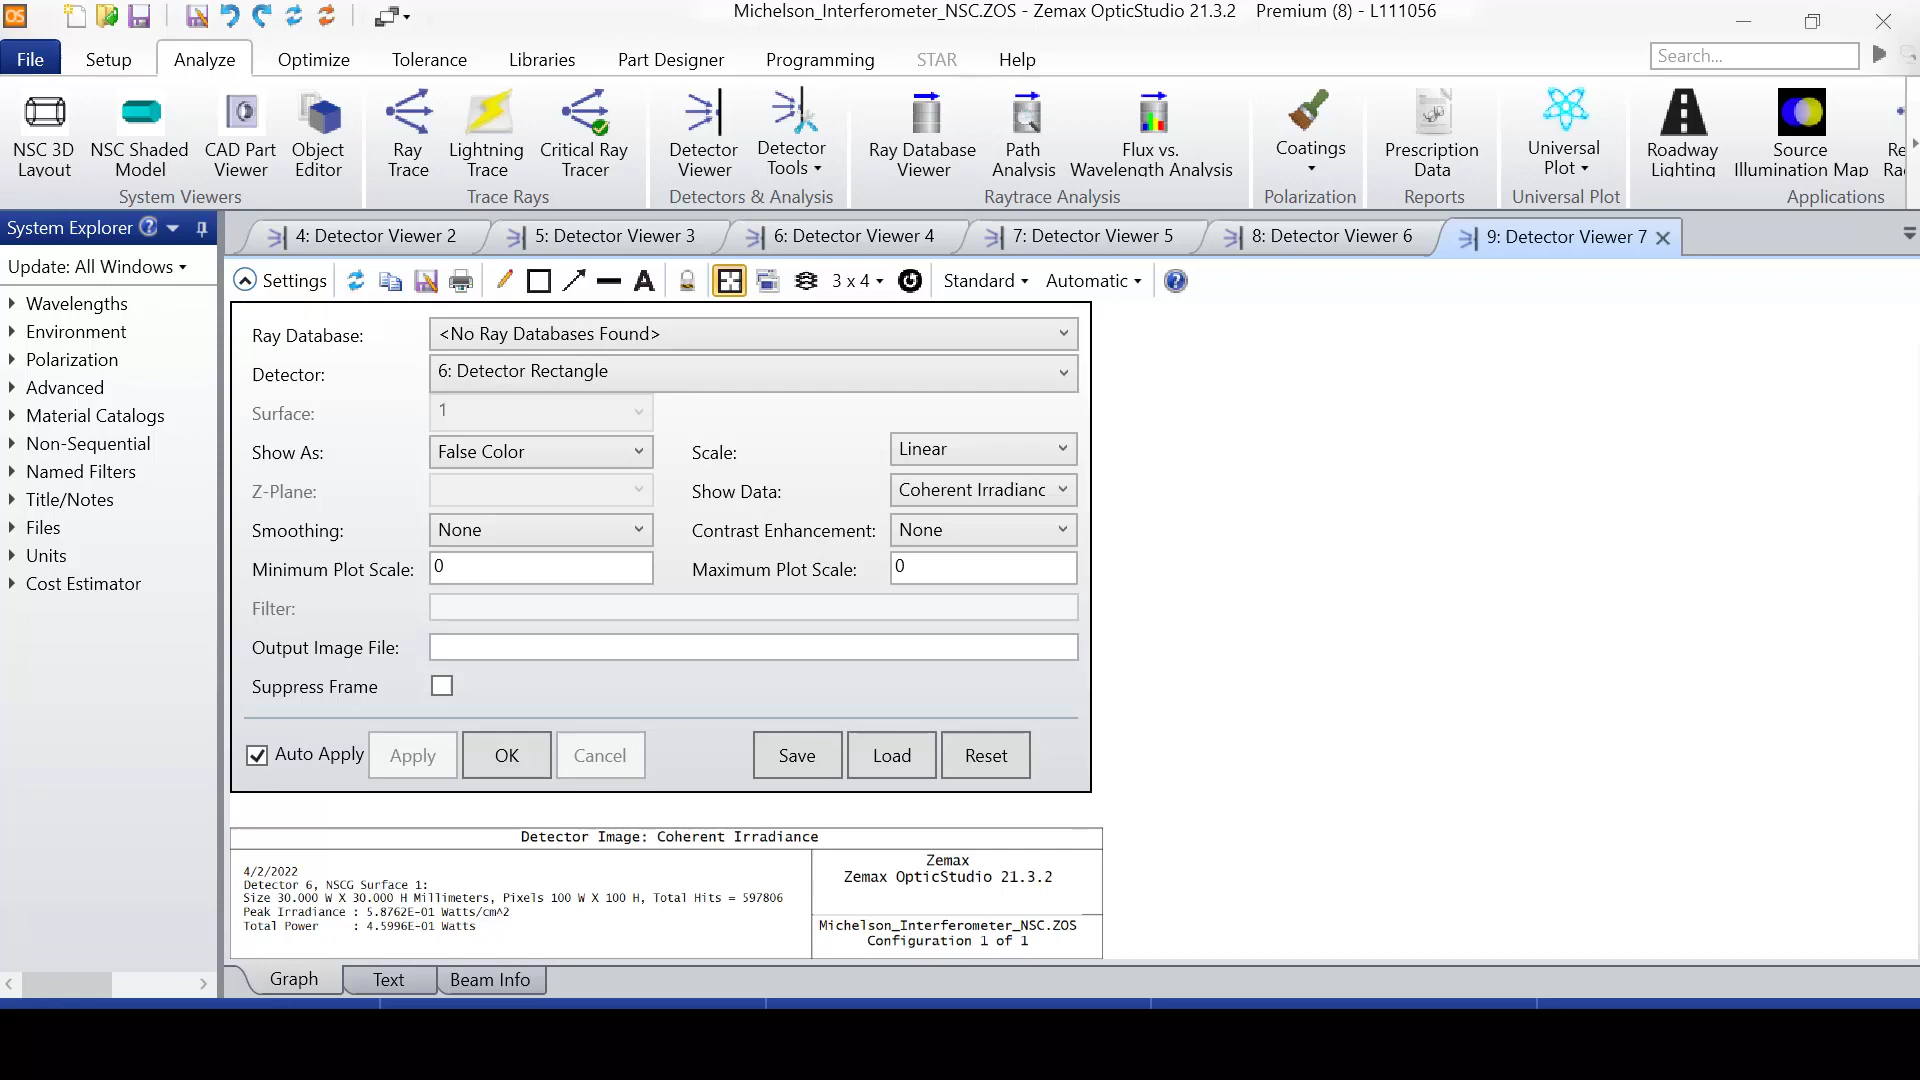 OS
Michelson_Interferometer_NSC.ZOS - Zemax OpticStudio 21.3.2 Premium (8) - L111056
File Setup Analyze Optimize Tolerance Libraries Part Designer Programming STAR Help
Search...
NSC 3D Layout
NSC Shaded Model
CAD Part Viewer
Object Editor
Ray Trace
Lightning Trace
Critical Ray Tracer
Detector Viewer
Detector Tools
Ray Database Viewer
Path Analysis
Flux vs. Wavelength Analysis
Coatings
Prescription Data
Universal Plot
Roadway Lighting
Source Illumination Map
System Viewers
Trace Rays
Detectors & Analysis
Raytrace Analysis
Polarization
Reports
Universal Plot
Applications
System Explorer
4: Detector Viewer 2
5: Detector Viewer 3
6: Detector Viewer 4
7: Detector Viewer 5
8: Detector Viewer 6
9: Detector Viewer 7
Update: All Windows
Wavelengths
Environment
Polarization
Advanced
Material Catalogs
Non-Sequential
Named Filters
Title/Notes
Files
Units
Cost Estimator
Settings
3 x 4
Standard
Automatic
Ray Database: <No Ray Databases Found>
Detector: 6: Detector Rectangle
Surface: 1
Show As: False Color Scale: Linear
Z-Plane: Show Data: Coherent Irradianc
Smoothing: None Contrast Enhancement: None
Minimum Plot Scale: 0 Maximum Plot Scale: 0
Filter:
Output Image File:
Suppress Frame
Auto Apply Apply OK Cancel Save Load Reset
Detector Image: Coherent Irradiance
4/2/2022
Detector 6, NSCG Surface 1:
Size 30.000 W X 30.000 H Millimeters, Pixels 100 W X 100 H, Total Hits = 597806
Peak Irradiance : 5.8762E-01 Watts/cm^2
Total Power : 4.5996E-01 Watts
Zemax
Zemax OpticStudio 21.3.2
Michelson_Interferometer_NSC.ZOS
Configuration 1 of 1
Graph Text Beam Info